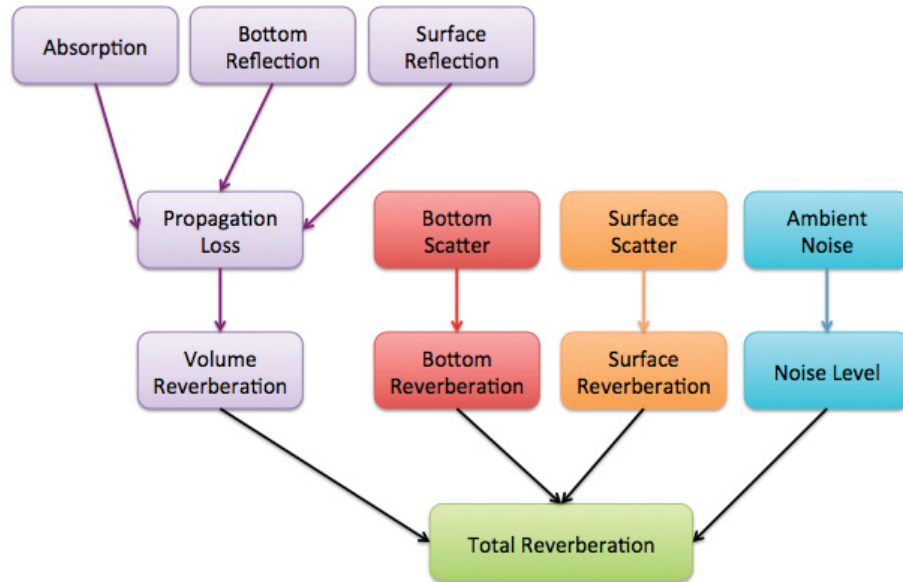 Absorption
Bottom
Reflection
Surface
Reflection
Propagation
Loss
Bottom
Scatter
Surface
Scatter
Ambient
Noise
Volume
Reverberation
Bottom
Reverberation
Surface
Reverberation
Noise Level
Total Reverberation